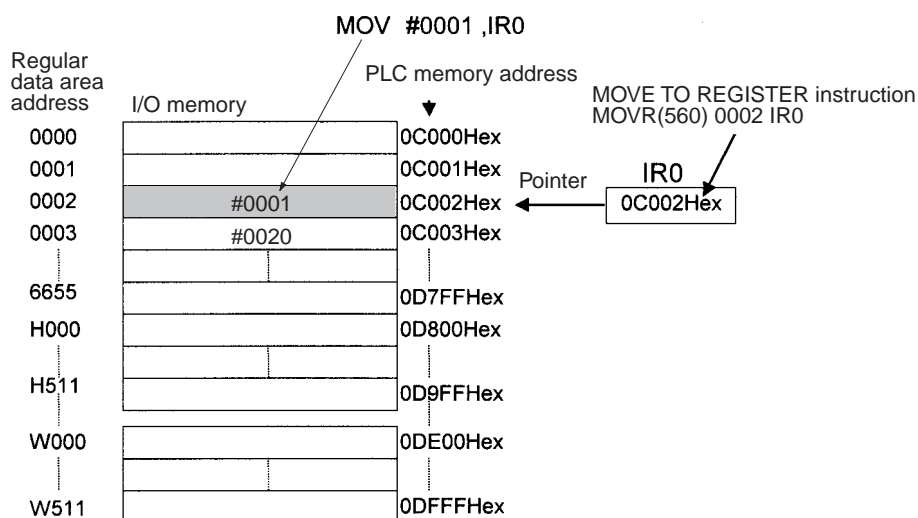 MOV #0001 ,IR0
Regular
data area
address
I/O memory
PLC memory address
MOVE TO REGISTER instruction
MOVR(560) 0002 IR0
0000
0C000Hex
0001
0C001Hex
0002
#0001
0C002Hex
Pointer
IR0
0C002Hex
0003
#0020
0C003Hex
6655
0D7FFHex
H000
0D800Hex
H511
0D9FFHex
W000
0DE00Hex
W511
0DFFFHex